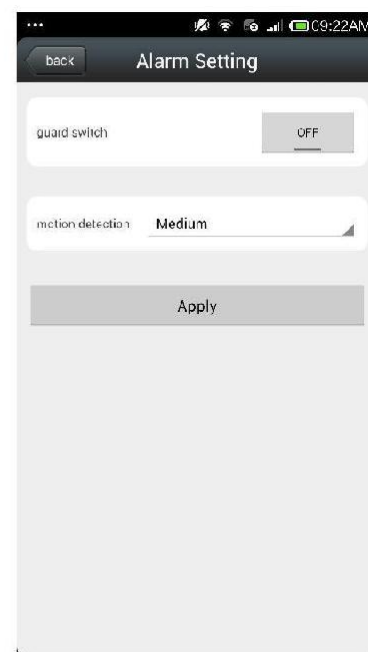 ... 09:22AM
back Alarm Setting
guard switch OFF
motion detection Medium
Apply